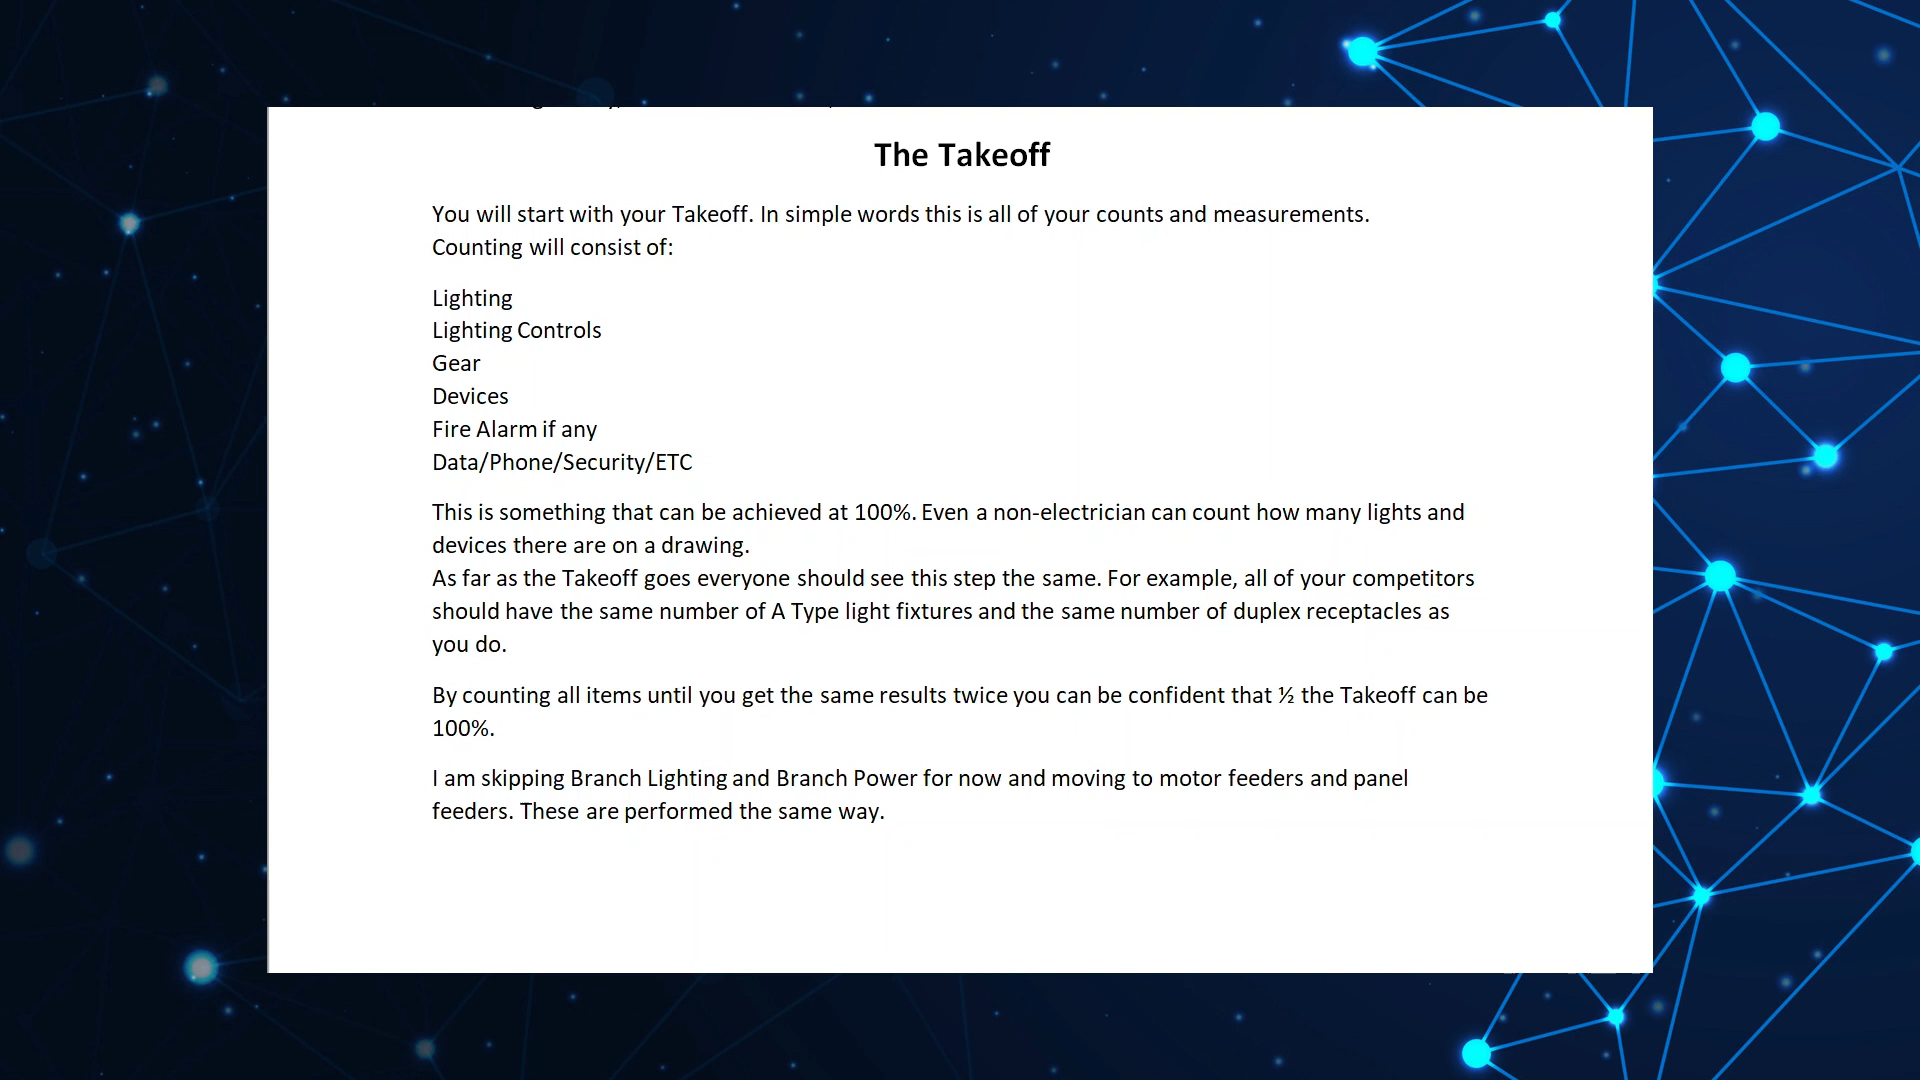 The Takeoff
You will start with your Takeoff. In simple words this is all of your counts and measurements.
Counting will consist of:
Lighting
Lighting Controls
Gear
Devices
Fire Alarm if any
Data/Phone/Security/ETC
This is something that can be achieved at 100%. Even a non-electrician can count how many lights and
devices there are on a drawing.
As far as the Takeoff goes everyone should see this step the same. For example, all of your competitors
should have the same number of A Type light fixtures and the same number of duplex receptacles as
you do.
By counting all items until you get the same results twice you can be confident that ½ the Takeoff can be
100%.
I am skipping Branch Lighting and Branch Power for now and moving to motor feeders and panel
feeders. These are performed the same way.